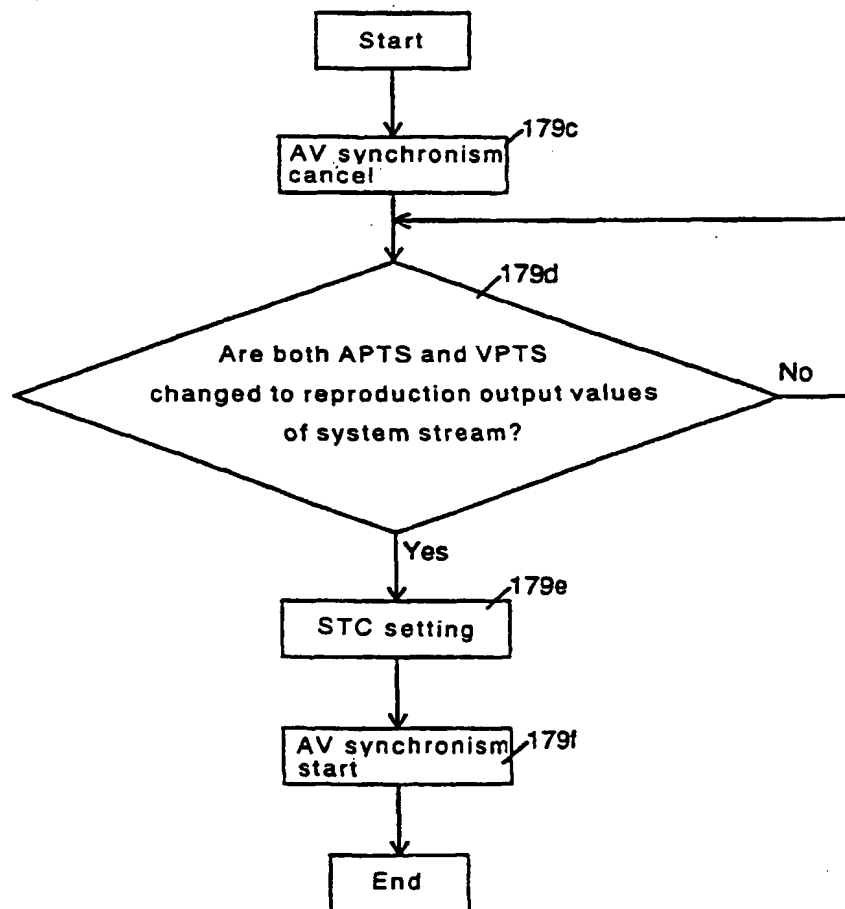 Start
179c
AV synchronism
cancel
179d
Are both APTS and VPTS
changed to reproduction output values
of system stream?
No
Yes
179e
STC setting
179f
AV synchronism
start
End